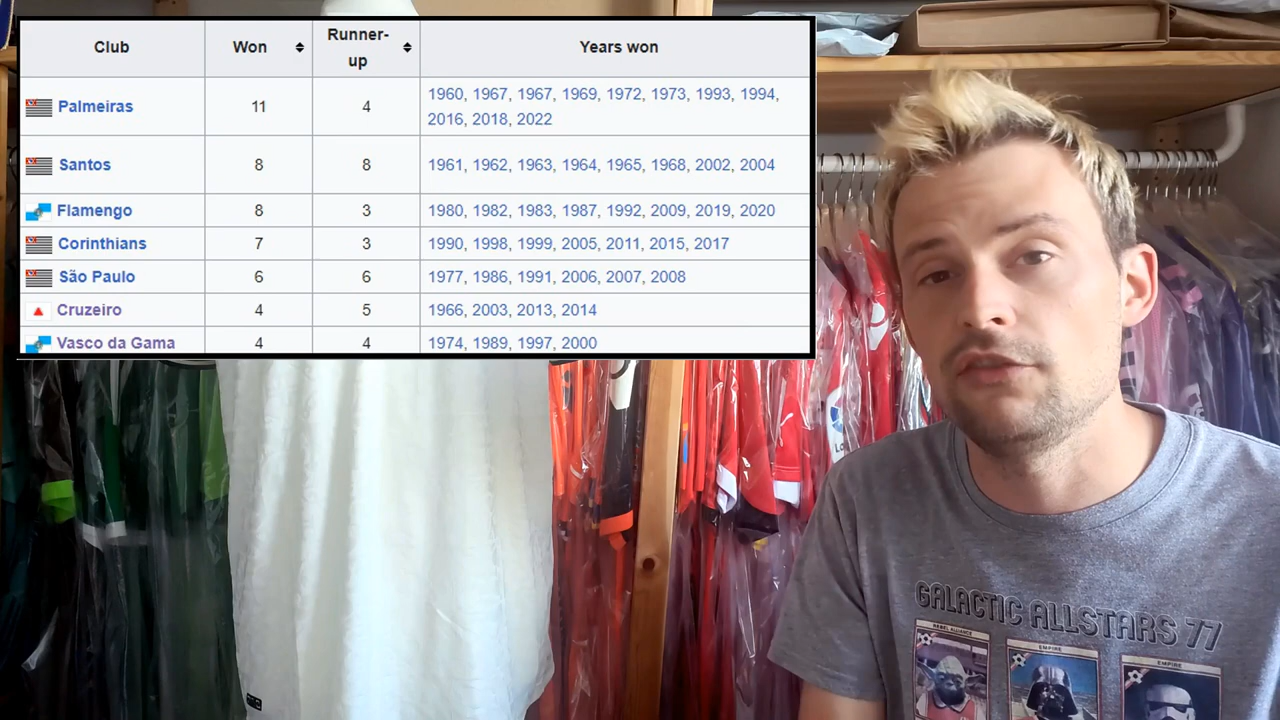 Club Won Runner-
up Years won
Palmeiras 11 4 1960, 1967, 1967, 1969, 1972, 1973, 1993, 1994,
2016, 2018, 2022
Santos 8 8 1961, 1962, 1963, 1964, 1965, 1968, 2002, 2004
Flamengo 8 3 1980, 1982, 1983, 1987, 1992, 2009, 2019, 2020
Corinthians 7 3 1990, 1998, 1999, 2005, 2011, 2015, 2017
São Paulo 6 6 1977, 1986, 1991, 2006, 2007, 2008
Cruzeiro 4 5 1966, 2003, 2013, 2014
Vasco da Gama 4 4 1974, 1989, 1997, 2000
GALACTIC ALLSTARS 77
REBEL ALLIANCE
EMPIRE
EMPIRE